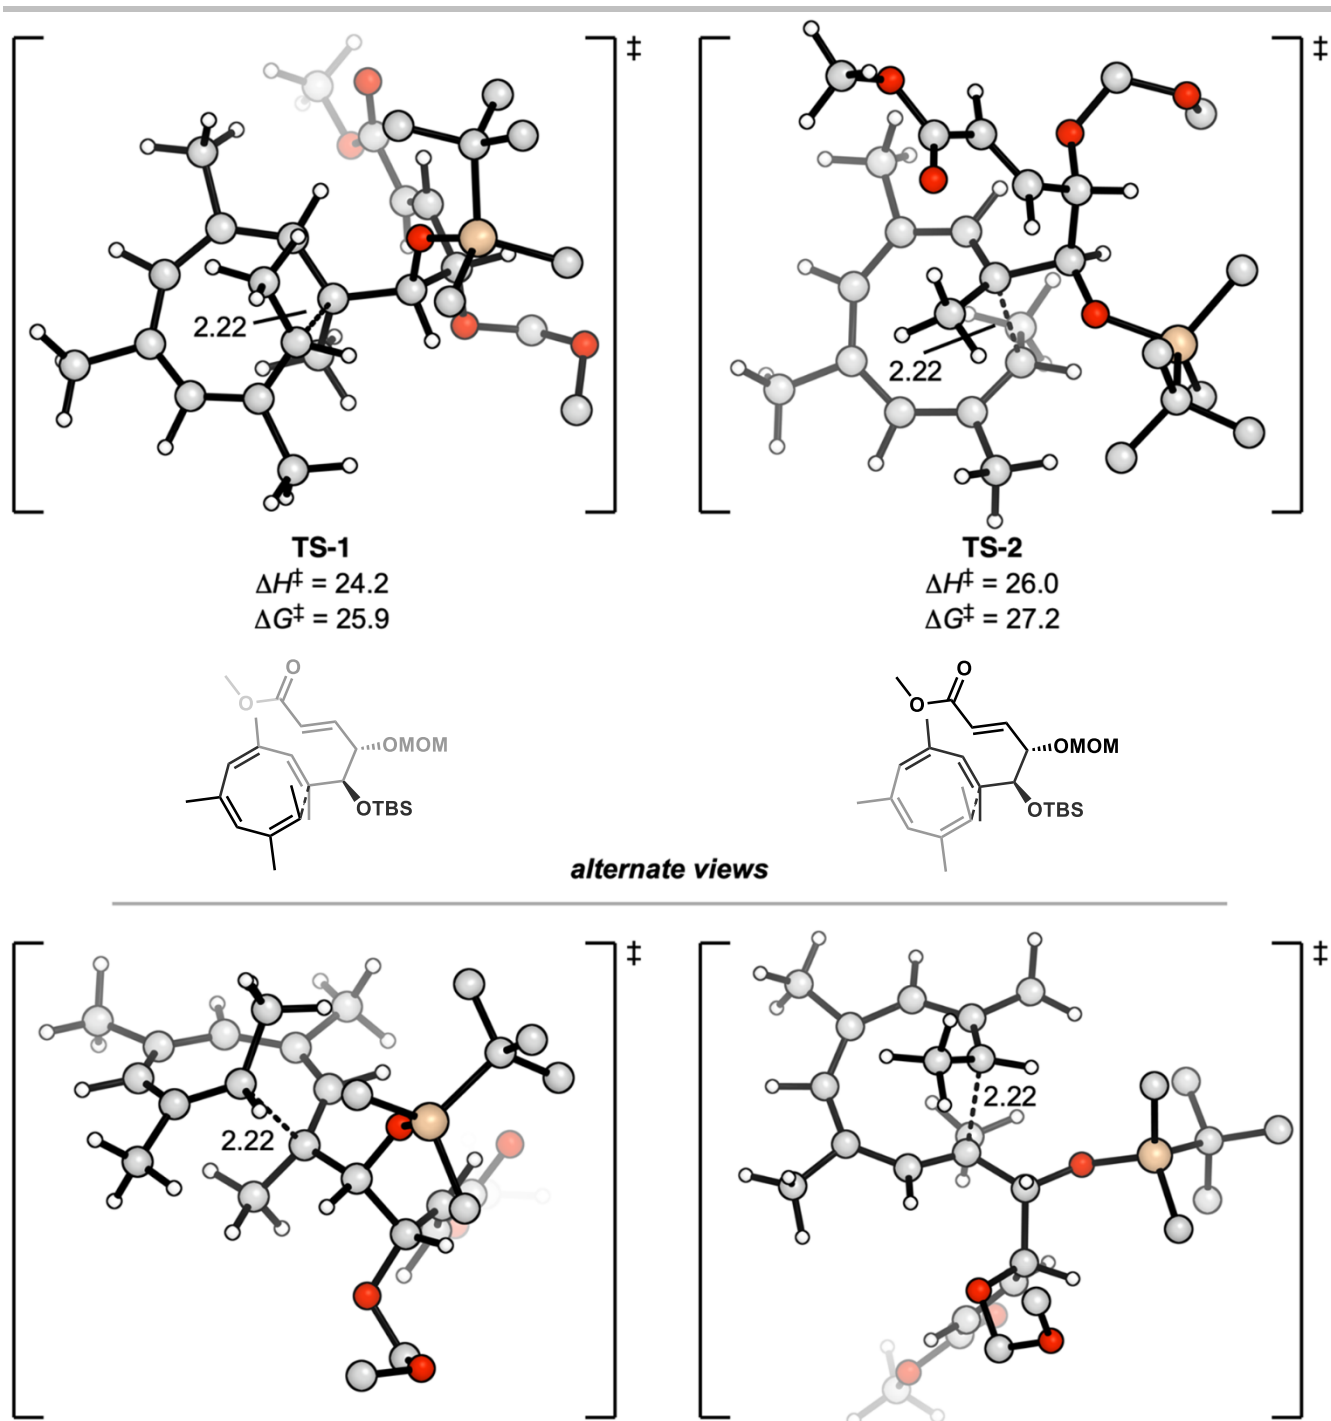 ‡
‡
2.22
2.22
TS-1
ΔH‡ = 24.2
ΔG‡ = 25.9
TS-2
ΔH‡ = 26.0
ΔG‡ = 27.2
O
O
OMOM
OTBS
O
O
OMOM
OTBS
alternate views
‡
‡
2.22
2.22